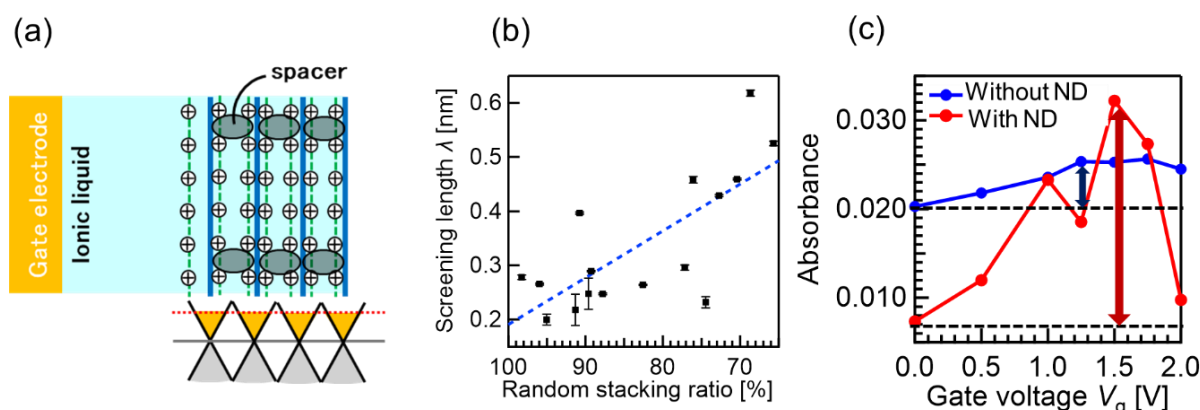 (a)
spacer
Gate electrode
Ionic liquid
(b)
Screening length λ [nm]
0.6
0.5
0.4
0.3
0.2
100
90
80
70
Random stacking ratio [%]
(c)
Without ND
With ND
Absorbance
0.030
0.020
0.010
0.0
0.5
1.0
1.5
2.0
Gate voltage Vg [V]